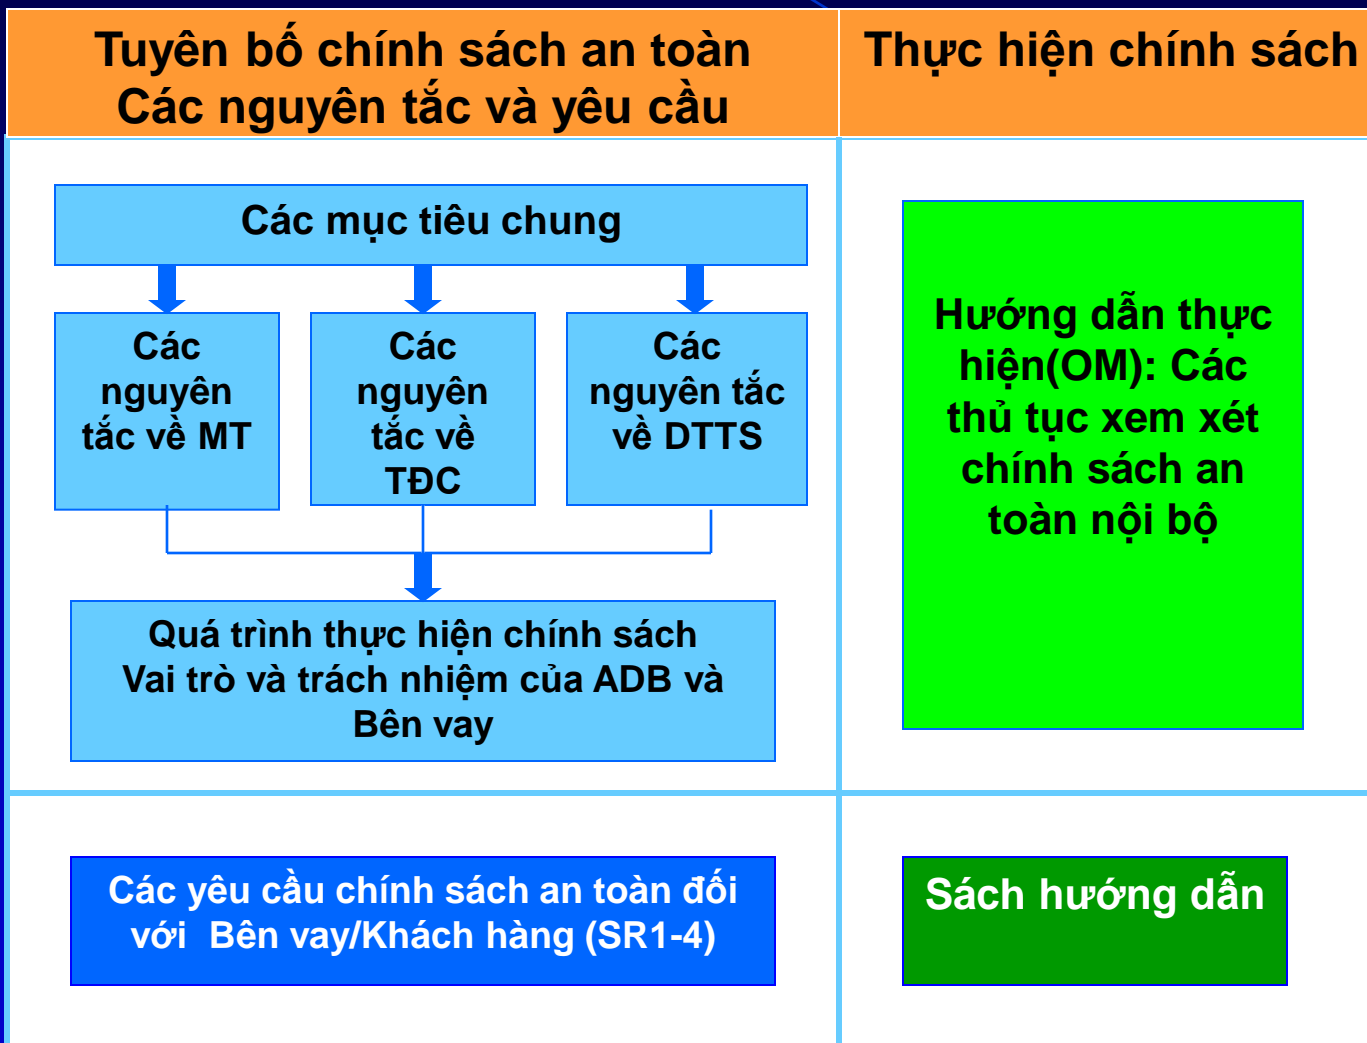 Tuyên bố chính sách an toàn
Các nguyên tắc và yêu cầu
Thực hiện chính sách
Các mục tiêu chung
Các
nguyên
tắc về MT
Các
nguyên
tắc về
TĐC
Các
nguyên tắc
về DTTS
Quá trình thực hiện chính sách
Vai trò và trách nhiệm của ADB và
Bên vay
Hướng dẫn thực
hiện(OM): Các
thủ tục xem xét
chính sách an
toàn nội bộ
Các yêu cầu chính sách an toàn đối
với  Bên vay/Khách hàng (SR1-4)
Sách hướng dẫn